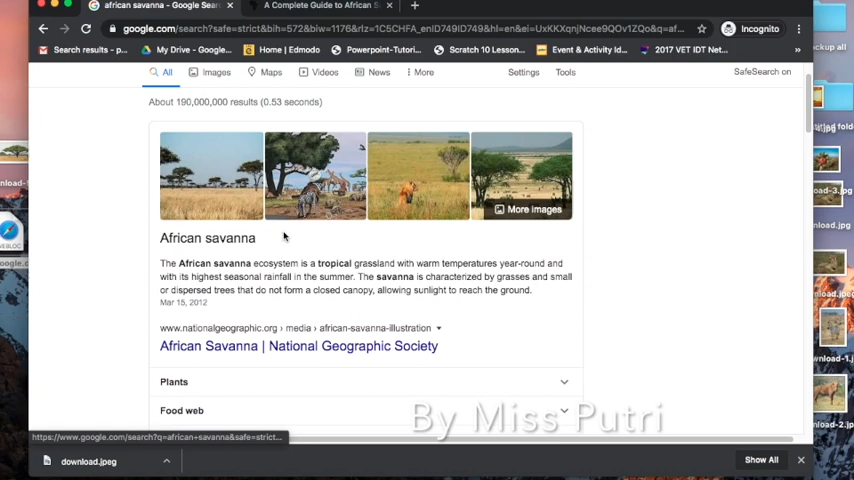 african savanna - Google Sear
A Complete Guide to African S
google.com/search?safe=strict&bih=572&biw=1176&rlz=1C5CHFA_enID749ID749&hl=en&ei=UxKKXqnjNcee9QOv1ZQo&q=af...
Incognito
Search results - p...
My Drive - Google...
Home | Edmodo
Powerpoint-Tutori...
Scratch 10 Lesson...
Event & Activity Id...
2017 VET IDT Net...
»
ackup all
All
Images
Maps
Videos
News
More
Settings
Tools
SafeSearch on
About 190,000,000 results (0.53 seconds)
More images
African savanna
The African savanna ecosystem is a tropical grassland with warm temperatures year-round and
with its highest seasonal rainfall in the summer. The savanna is characterized by grasses and small
or dispersed trees that do not form a closed canopy, allowing sunlight to reach the ground.
Mar 15, 2012
www.nationalgeographic.org › media › african-savanna-illustration
African Savanna | National Geographic Society
Plants
Food web
By Miss Putri
https://www.google.com/search?q=african+savanna&safe=strict...
download.jpeg
Show All